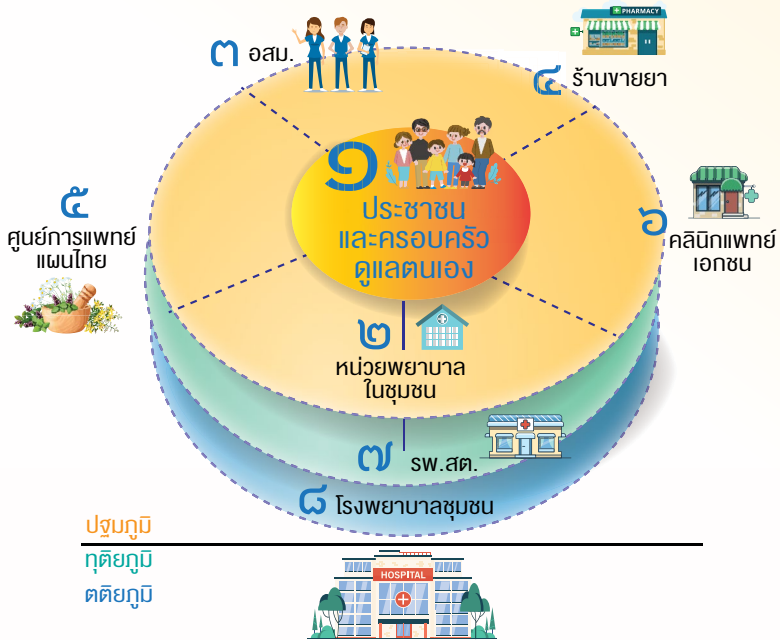 ๓ อสม.
PHARMACY
๔ ร้านขายยา
๑
ประชาชน
และครอบครัว
ดูแลตนเอง
๕
ศูนย์การแพทย์
แผนไทย
๖ คลินิกแพทย์
เอกชน
๒
หน่วยพยาบาล
ในชุมชน
๗ รพ.สต.
๘ โรงพยาบาลชุมชน
ปฐมภูมิ
ทุติยภูมิ
ตติยภูมิ
HOSPITAL